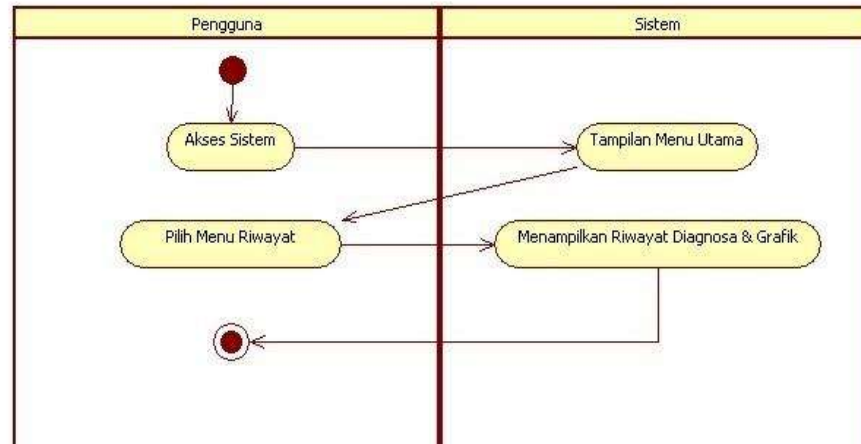 Pengguna
Sistem
Akses Sistem
Tampilan Menu Utama
Pilih Menu Riwayat
Menampilkan Riwayat Diagnosa & Grafik